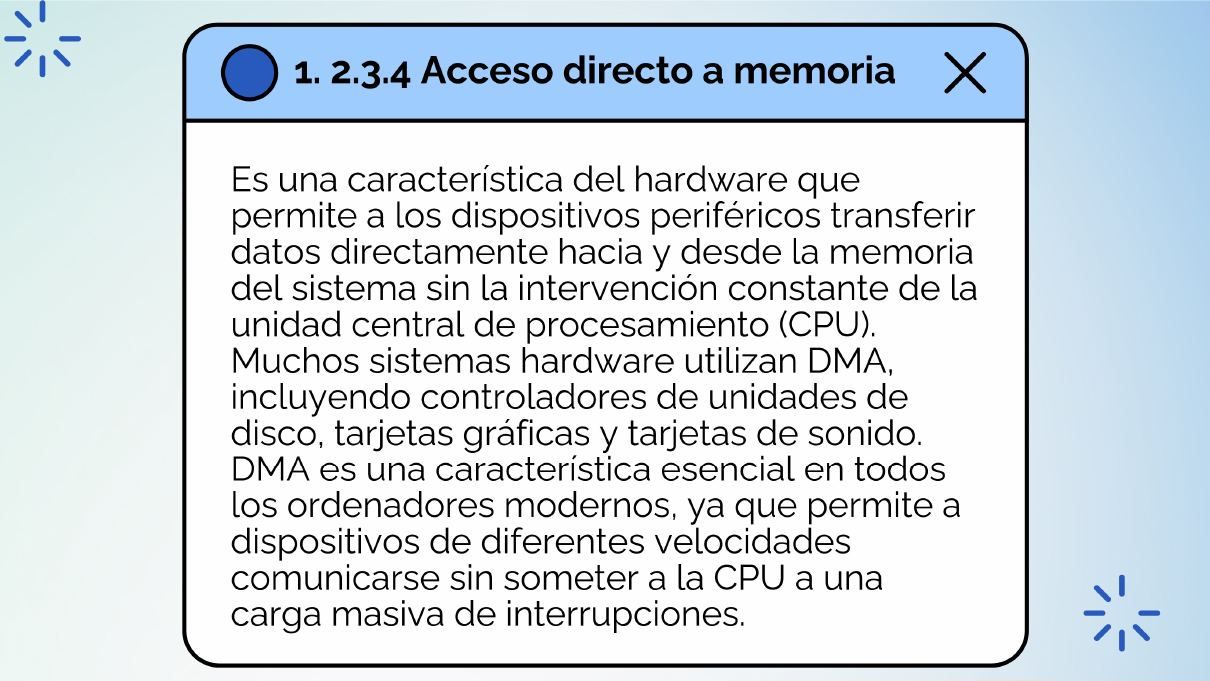 1. 2.3.4 Acceso directo a memoria
Es una característica del hardware que
permite a los dispositivos periféricos transferir
datos directamente hacia y desde la memoria
del sistema sin la intervención constante de la
unidad central de procesamiento (CPU).
Muchos sistemas hardware utilizan DMA,
incluyendo controladores de unidades de
disco, tarjetas gráficas y tarjetas de sonido.
DMA es una característica esencial en todos
los ordenadores modernos, ya que permite a
dispositivos de diferentes velocidades
comunicarse sin someter a la CPU a una
carga masiva de interrupciones.